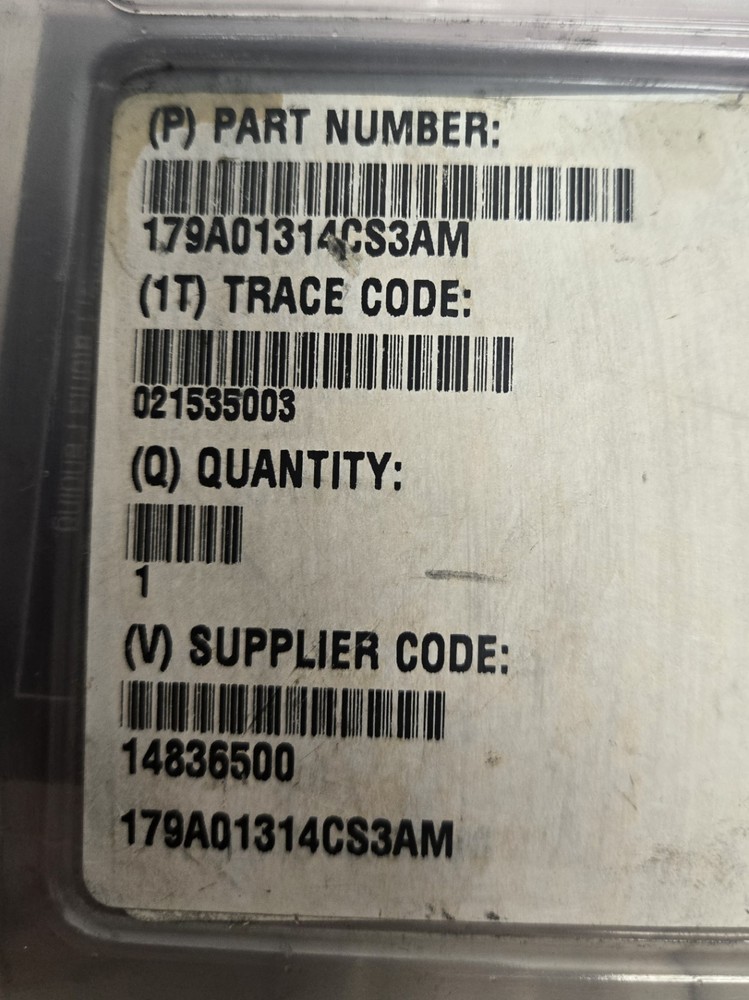 (P) PART NUMBER:
179A01314CS3AM
(1T) TRACE CODE:
021535003
(Q) QUANTITY:
1
(V) SUPPLIER CODE:
14836500
179A01314CS3AM